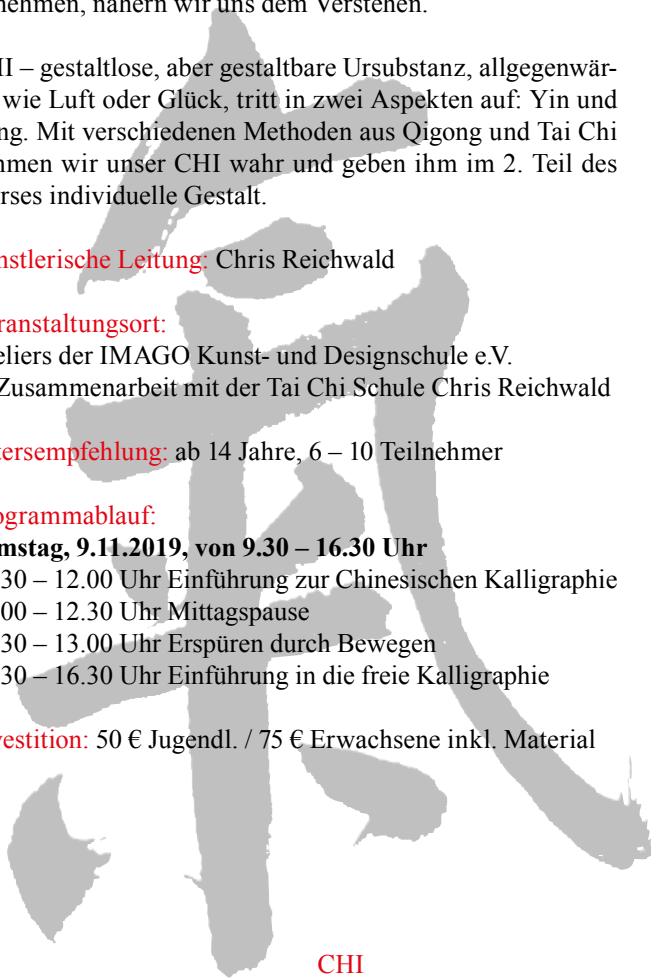 nehmen, nähern wir uns dem Verstehen.
II – gestaltlose, aber gestaltbare Ursubstanz, allgegenwär-
wie Luft oder Glück, tritt in zwei Aspekten auf: Yin und
ng. Mit verschiedenen Methoden aus Qigong und Tai Chi
hmen wir unser CHI wahr und geben ihm im 2. Teil des
rses individuelle Gestalt.
nstlerische Leitung: Chris Reichwald
ranstaltungsort:
eliers der IMAGO Kunst- und Designschule e.V.
Zusammenarbeit mit der Tai Chi Schule Chris Reichwald
tersempfehlung: ab 14 Jahre, 6 – 10 Teilnehmer
ogrammablauf:
mstag, 9.11.2019, von 9.30 – 16.30 Uhr
30 – 12.00 Uhr Einführung zur Chinesischen Kalligraphie
00 – 12.30 Uhr Mittagspause
30 – 13.00 Uhr Erspüren durch Bewegen
30 – 16.30 Uhr Einführung in die freie Kalligraphie
vestition: 50 € Jugendl. / 75 € Erwachsene inkl. Material
氣
CHI